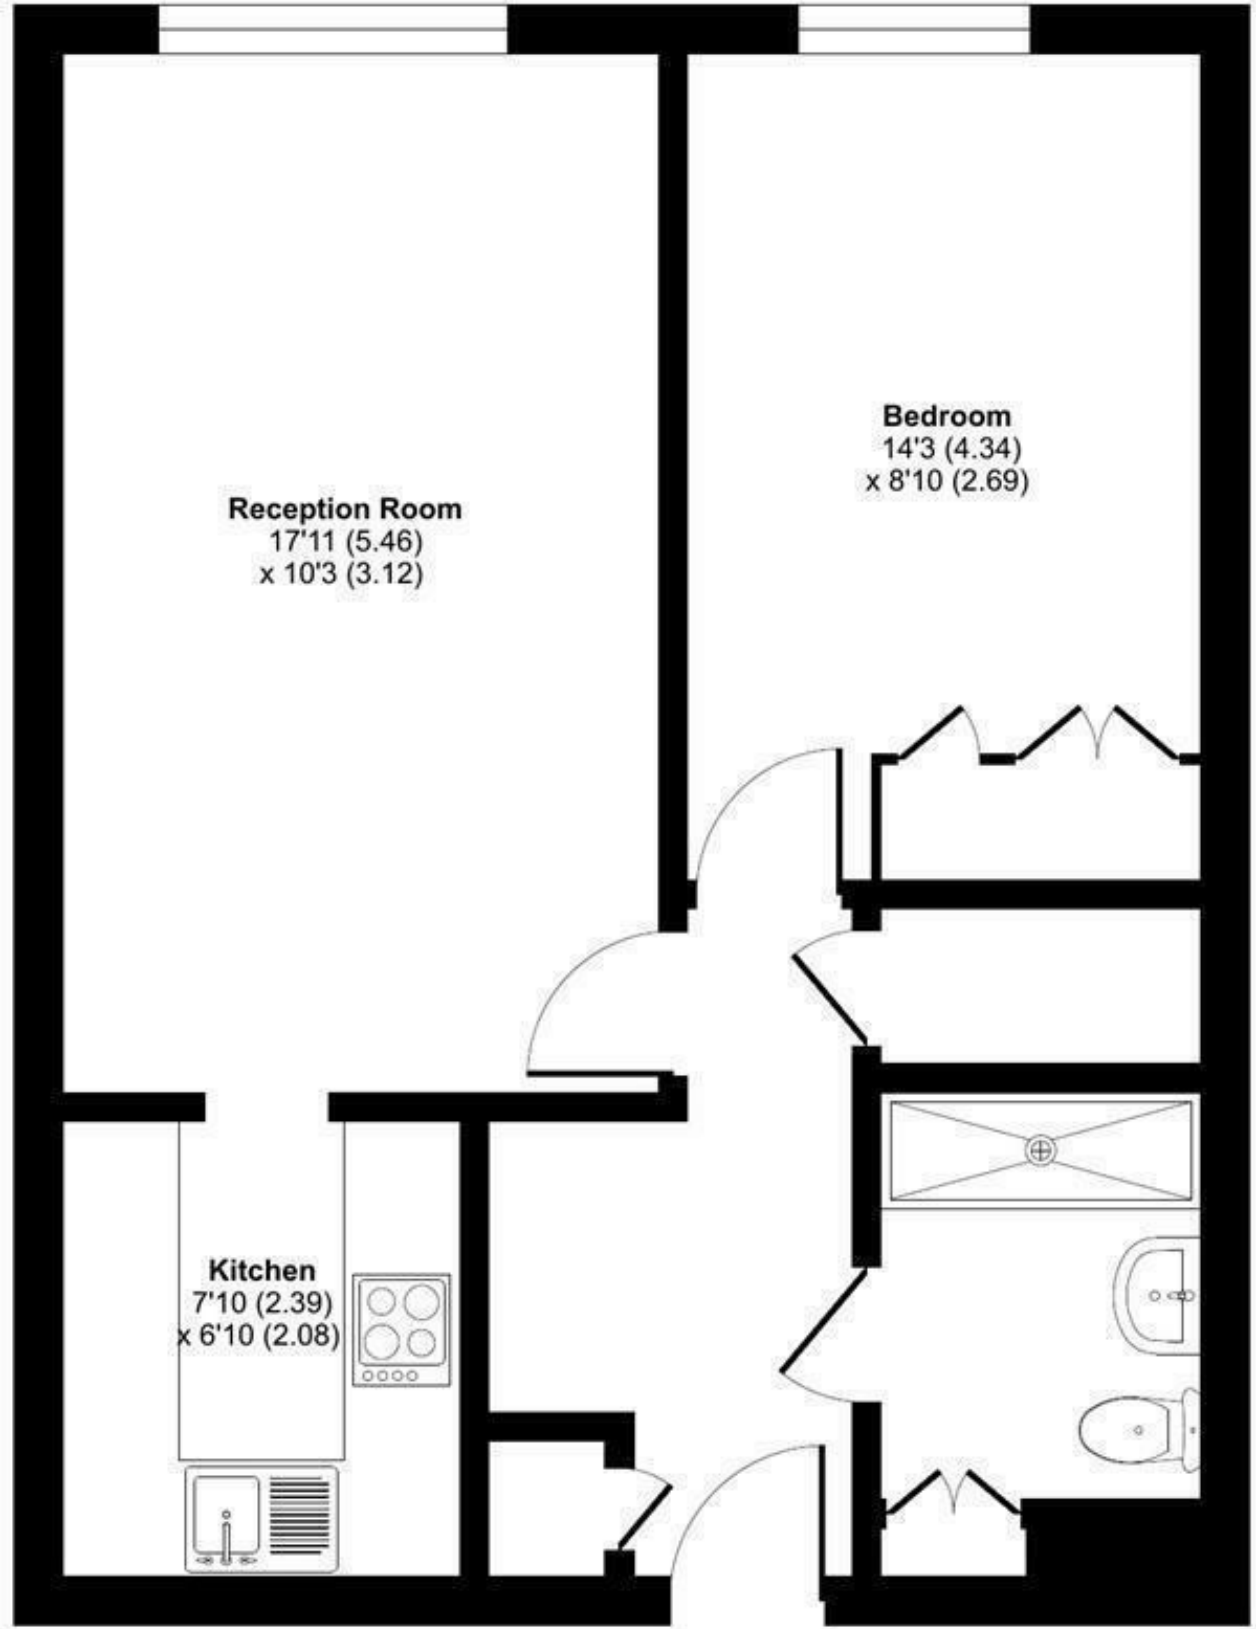 Bedroom
14'3 (4.34)
x 8'10 (2.69)
Reception Room
17'11 (5.46)
x 10'3 (3.12)
Kitchen
7'10 (2.39)
x 6'10 (2.08)